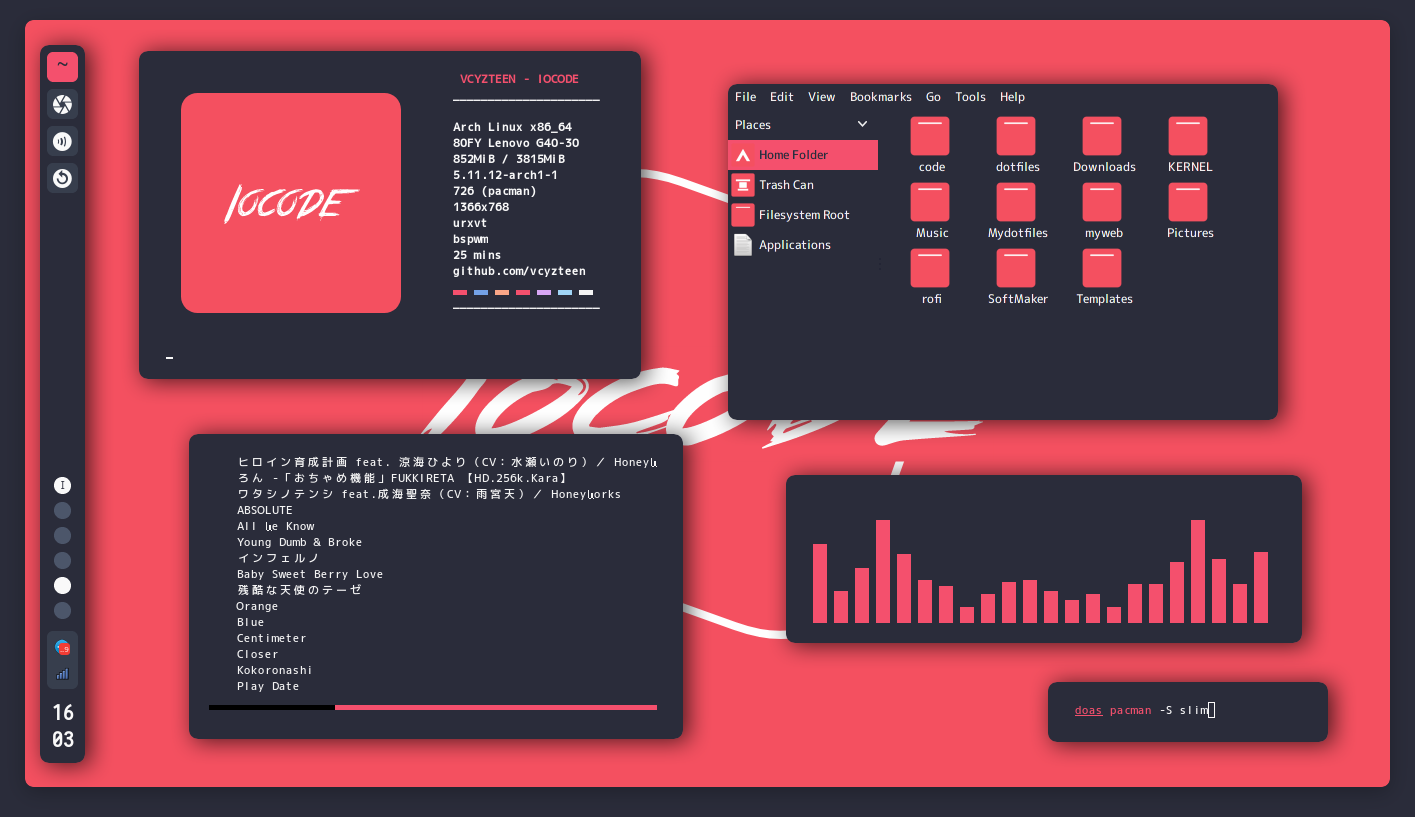 ~
I
16
03
VCYZTEEN - IOCODE
Arch Linux x86_64
80FY Lenovo G40-30
852MiB / 3815MiB
5.11.12-arch1-1
726 (pacman)
1366x768
urxvt
bspwm
25 mins
github.com/vcyzteen
IOCODE
File Edit View Bookmarks Go Tools Help
Places
Home Folder
Trash Can
Filesystem Root
Applications
code dotfiles Downloads KERNEL
Music Mydotfiles myweb Pictures
rofi SoftMaker Templates
ヒロイン育成計画 feat. 涼海ひより（CV：水瀬いのり）／ HoneyW
ろん -「おちゃめ機能」FUKKIRETA 【HD.256k.Kara】
ワタシノテンシ feat.成海聖奈（CV：雨宮天）／ HoneyWorks
ABSOLUTE
All We Know
Young Dumb & Broke
インフェルノ
Baby Sweet Berry Love
残酷な天使のテーゼ
Orange
Blue
Centimeter
Closer
Kokoronashi
Play Date
doas pacman -S slim